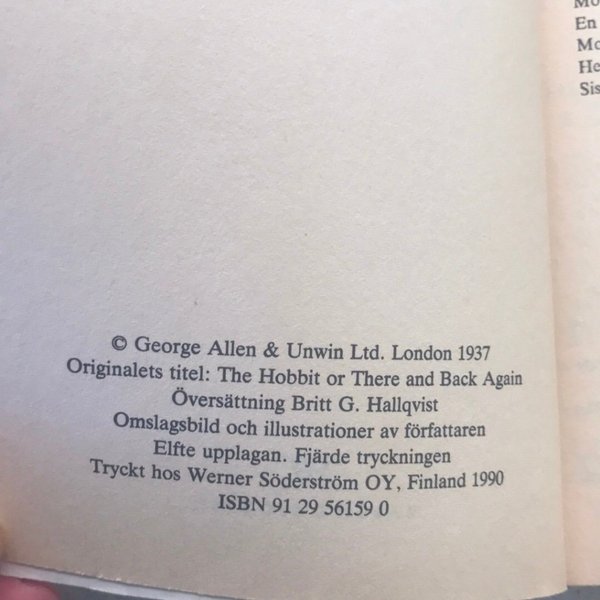 © George Allen & Unwin Ltd. London 1937
Originalets titel: The Hobbit or There and Back Again
Översättning Britt G. Hallqvist
Omslagsbild och illustrationer av författaren
Elfte upplagan. Fjärde tryckningen
Tryckt hos Werner Söderström OY, Finland 1990
ISBN 91 29 56159 0
En